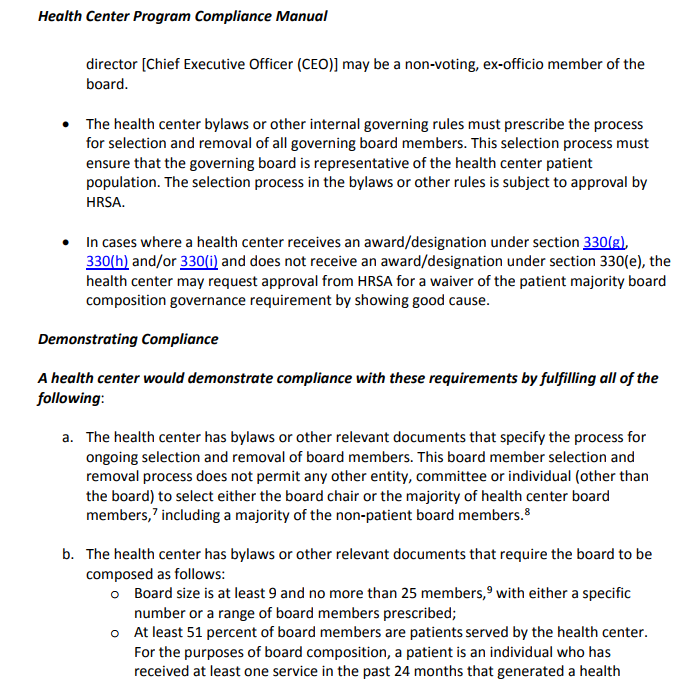 Health Center Program Compliance Manual
director [Chief Executive Officer (CEO)] may be a non-voting, ex-officio member of the
board.
• The health center bylaws or other internal governing rules must prescribe the process
for selection and removal of all governing board members. This selection process must
ensure that the governing board is representative of the health center patient
population. The selection process in the bylaws or other rules is subject to approval by
HRSA.
• In cases where a health center receives an award/designation under section 330(g),
330(h) and/or 330(i) and does not receive an award/designation under section 330(e), the
health center may request approval from HRSA for a waiver of the patient majority board
composition governance requirement by showing good cause.
Demonstrating Compliance
A health center would demonstrate compliance with these requirements by fulfilling all of the
following:
a. The health center has bylaws or other relevant documents that specify the process for
ongoing selection and removal of board members. This board member selection and
removal process does not permit any other entity, committee or individual (other than
the board) to select either the board chair or the majority of health center board
members,⁷ including a majority of the non-patient board members.⁸
b. The health center has bylaws or other relevant documents that require the board to be
composed as follows:
o Board size is at least 9 and no more than 25 members,⁹ with either a specific
number or a range of board members prescribed;
o At least 51 percent of board members are patients served by the health center.
For the purposes of board composition, a patient is an individual who has
received at least one service in the past 24 months that generated a health